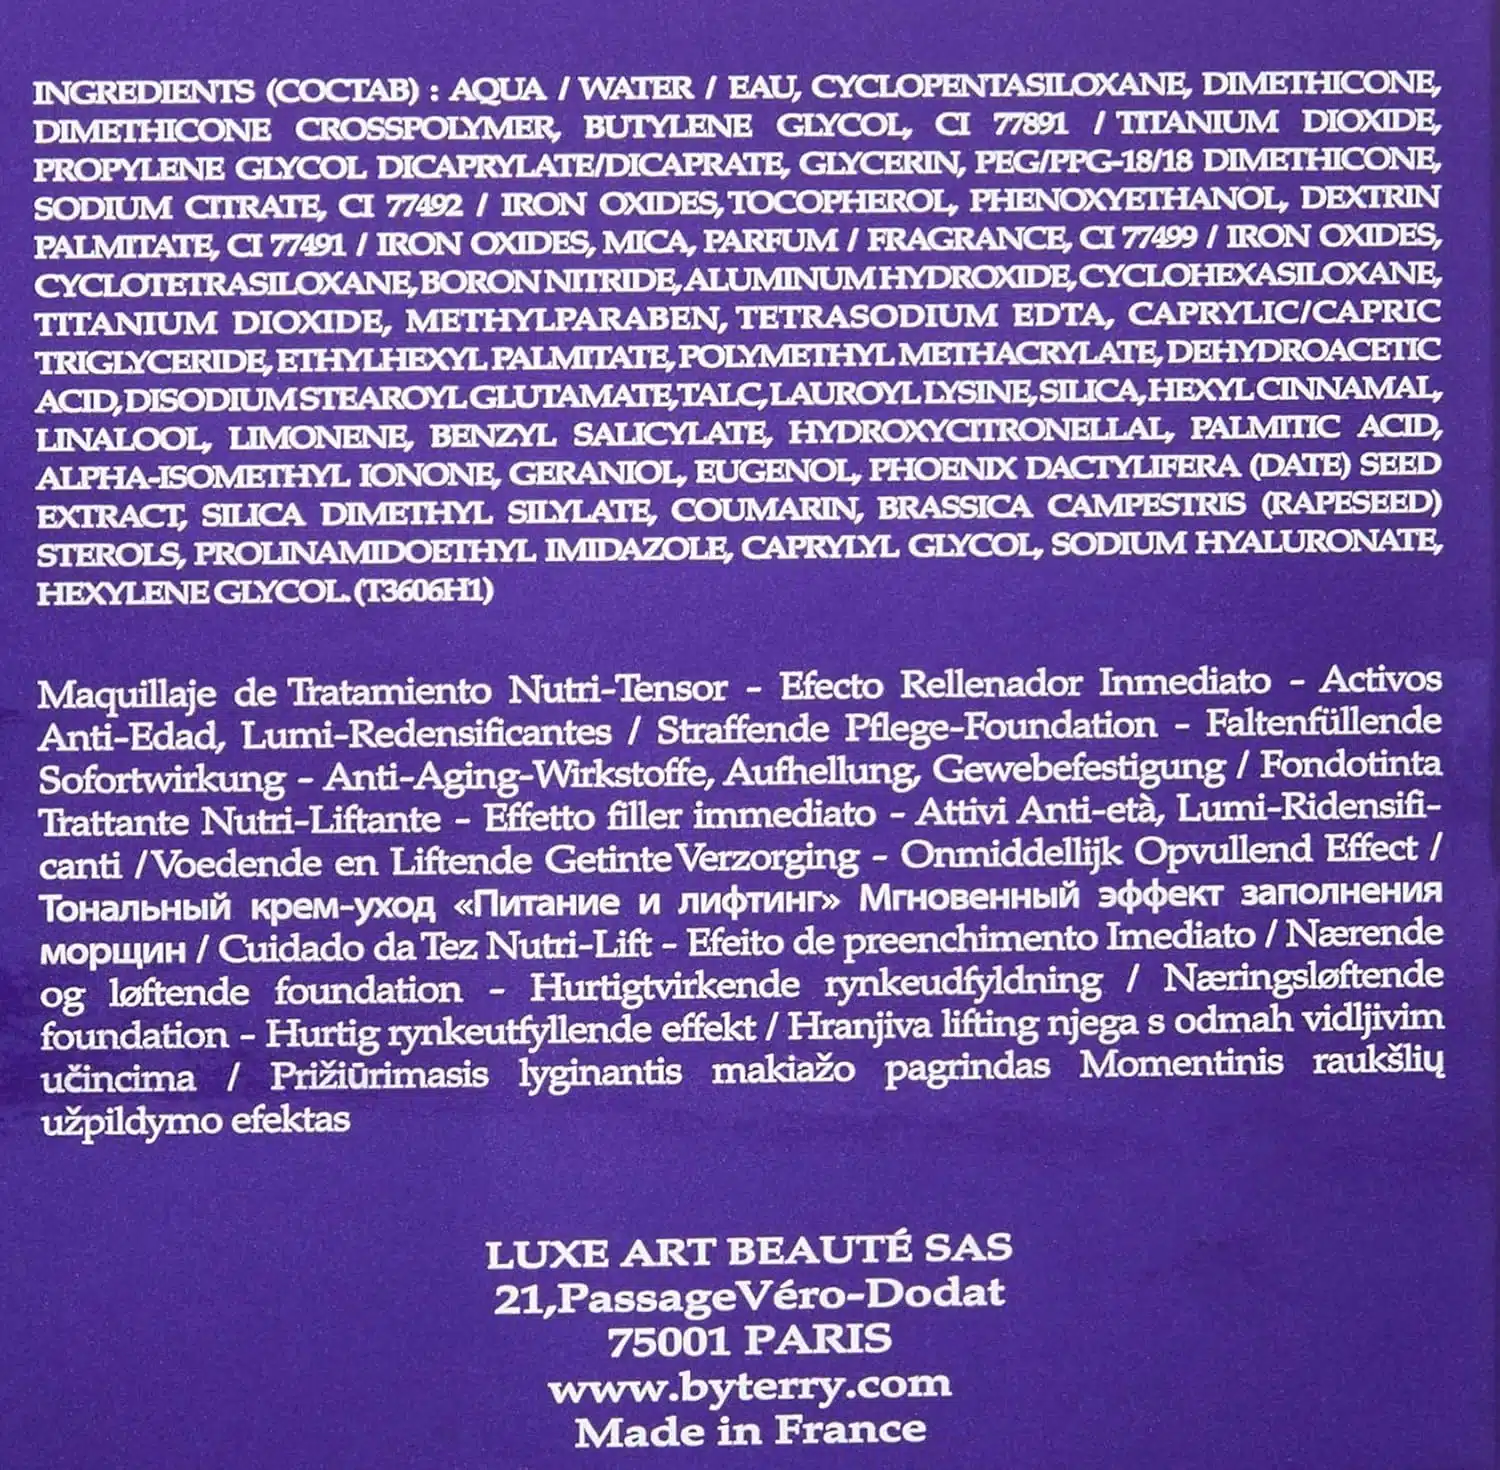 INGREDIENTS (COCTAB) : AQUA / WATER / EAU, CYCLOPENTASILOXANE, DIMETHICONE,
DIMETHICONE CROSSPOLYMER, BUTYLENE GLYCOL, CI 77891 / TITANIUM DIOXIDE,
PROPYLENE GLYCOL DICAPRYLATE/DICAPRATE, GLYCERIN, PEG/PPG-18/18 DIMETHICONE,
SODIUM CITRATE, CI 77492 / IRON OXIDES, TOCOPHEROL, PHENOXYETHANOL, DEXTRIN
PALMITATE, CI 77491 / IRON OXIDES, MICA, PARFUM / FRAGRANCE, CI 77499 / IRON OXIDES,
CYCLOTETRASILOXANE, BORON NITRIDE, ALUMINUM HYDROXIDE, CYCLOHEXASILOXANE,
TITANIUM DIOXIDE, METHYLPARABEN, TETRASODIUM EDTA, CAPRYLIC/CAPRIC
TRIGLYCERIDE, ETHYLHEXYL PALMITATE, POLYMETHYL METHACRYLATE, DEHYDROACETIC
ACID, DISODIUM STEAROYL GLUTAMATE, TALC, LAUROYL LYSINE, SILICA, HEXYL CINNAMAL,
LINALOOL, LIMONENE, BENZYL SALICYLATE, HYDROXYCITRONELLAL, PALMITIC ACID,
ALPHA-ISOMETHYL IONONE, GERANIOL, EUGENOL, PHOENIX DACTYLIFERA (DATE) SEED
EXTRACT, SILICA DIMETHYL SILYLATE, COUMARIN, BRASSICA CAMPESTRIS (RAPESEED)
STEROLS, PROLINAMIDOETHYL IMIDAZOLE, CAPRYLYL GLYCOL, SODIUM HYALURONATE,
HEXYLENE GLYCOL. (T3606H1)
Maquillaje de Tratamiento Nutri-Tensor - Efecto Rellenador Inmediato - Activos
Anti-Edad, Lumi-Redensificantes / Straffende Pflege-Foundation - Faltenfüllende
Sofortwirkung - Anti-Aging-Wirkstoffe, Aufhellung, Gewebefestigung / Fondotinta
Trattante Nutri-Liftante - Effetto filler immediato - Attivi Anti-età, Lumi-Ridensifi-
canti / Voedende en Liftende Getinte Verzorging - Onmiddellijk Opvullend Effect /
Тональный крем-уход «Питание и лифтинг» Мгновенный эффект заполнения
морщин / Cuidado da Tez Nutri-Lift - Efeito de preenchimento Imediato / Nærende
og løftende foundation - Hurtigtvirkende rynkeudfyldning / Næringsløftende
foundation - Hurtig rynkeutfyllende effekt / Hranjiva lifting njega s odmah vidljivim
učincima / Prižiūrimasis lyginantis makiažo pagrindas Momentinis raukšlių
užpildymo efektas
LUXE ART BEAUTÉ SAS
21,Passage Véro-Dodat
75001 PARIS
www.byterry.com
Made in France